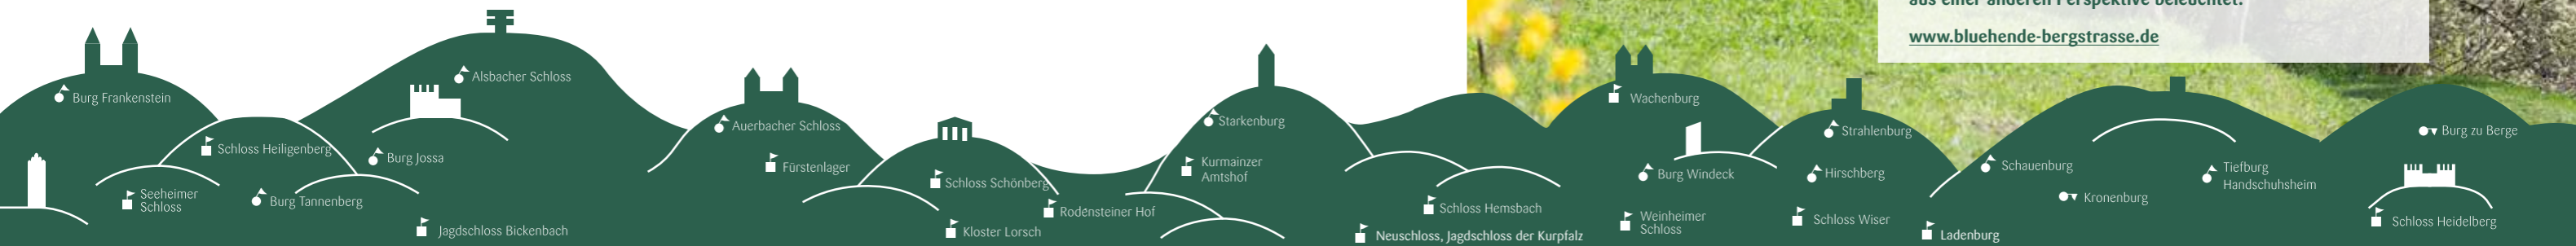 aus einer anderen Perspektive beleuchtet.
www.bluehende-bergstrasse.de
Burg Frankenstein
Alsbacher Schloss
Schloss Heiligenberg
Burg Jossa
Seeheimer
Schloss
Burg Tannenberg
Jagdschloss Bickenbach
Auerbacher Schloss
Fürstenlager
Schloss Schönberg
Rodensteiner Hof
Kloster Lorsch
Starkenburg
Kurmainzer
Amtshof
Schloss Hemsbach
Neuschloss, Jagdschloss der Kurpfalz
Wachenburg
Burg Windeck
Weinheimer
Schloss
Strahlenburg
Hirschberg
Schloss Wiser
Ladenburg
Schauenburg
Kronenburg
Tiefburg
Handschuhsheim
Burg zu Berge
Schloss Heidelberg